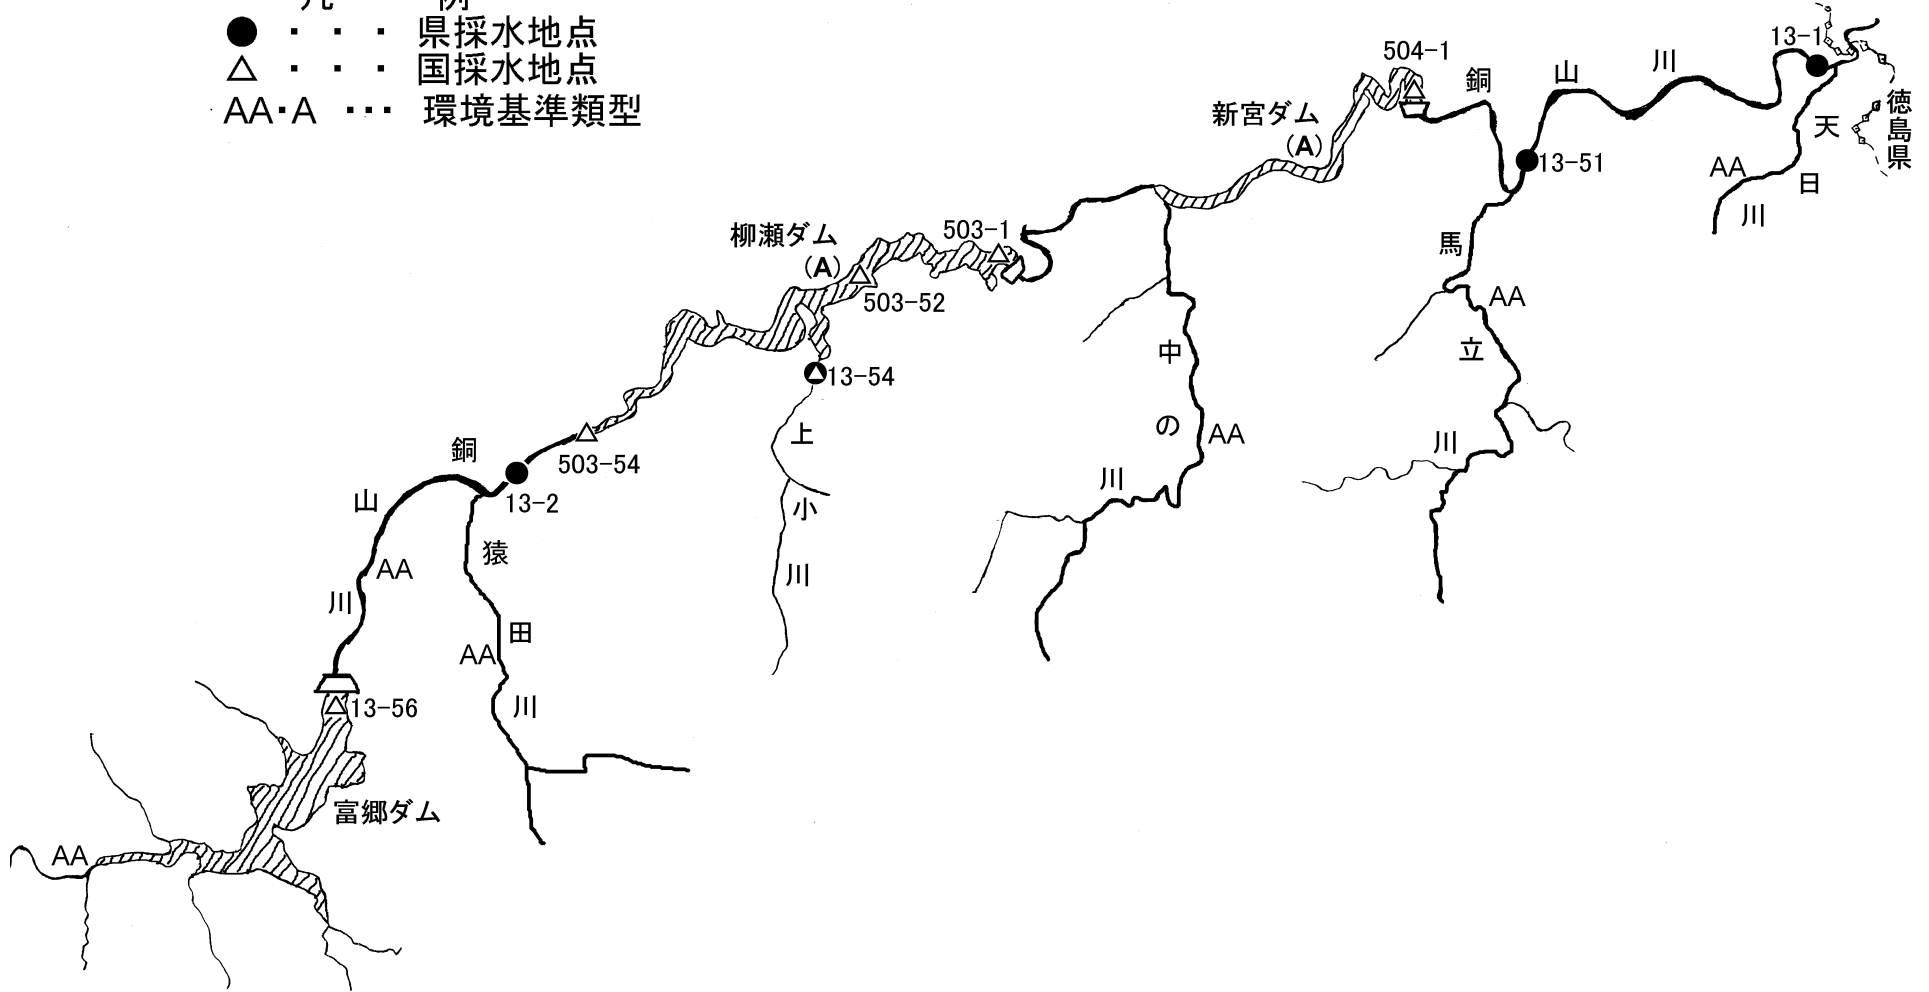 凡 例
● ・ ・ ・ 県採水地点
△ ・ ・ ・ 国採水地点
AA・A ・・・ 環境基準類型
504-1
新宮ダム
(A)
銅 山 川
13-1
徳島県
13-51
天 日 川
AA
柳瀬ダム
(A)
503-1
503-52
13-54
馬 立 川
AA
中 の 川
AA
上 小 川
503-54
13-2
銅 山 川
AA
猿 田 川
AA
13-56
富郷ダム
AA